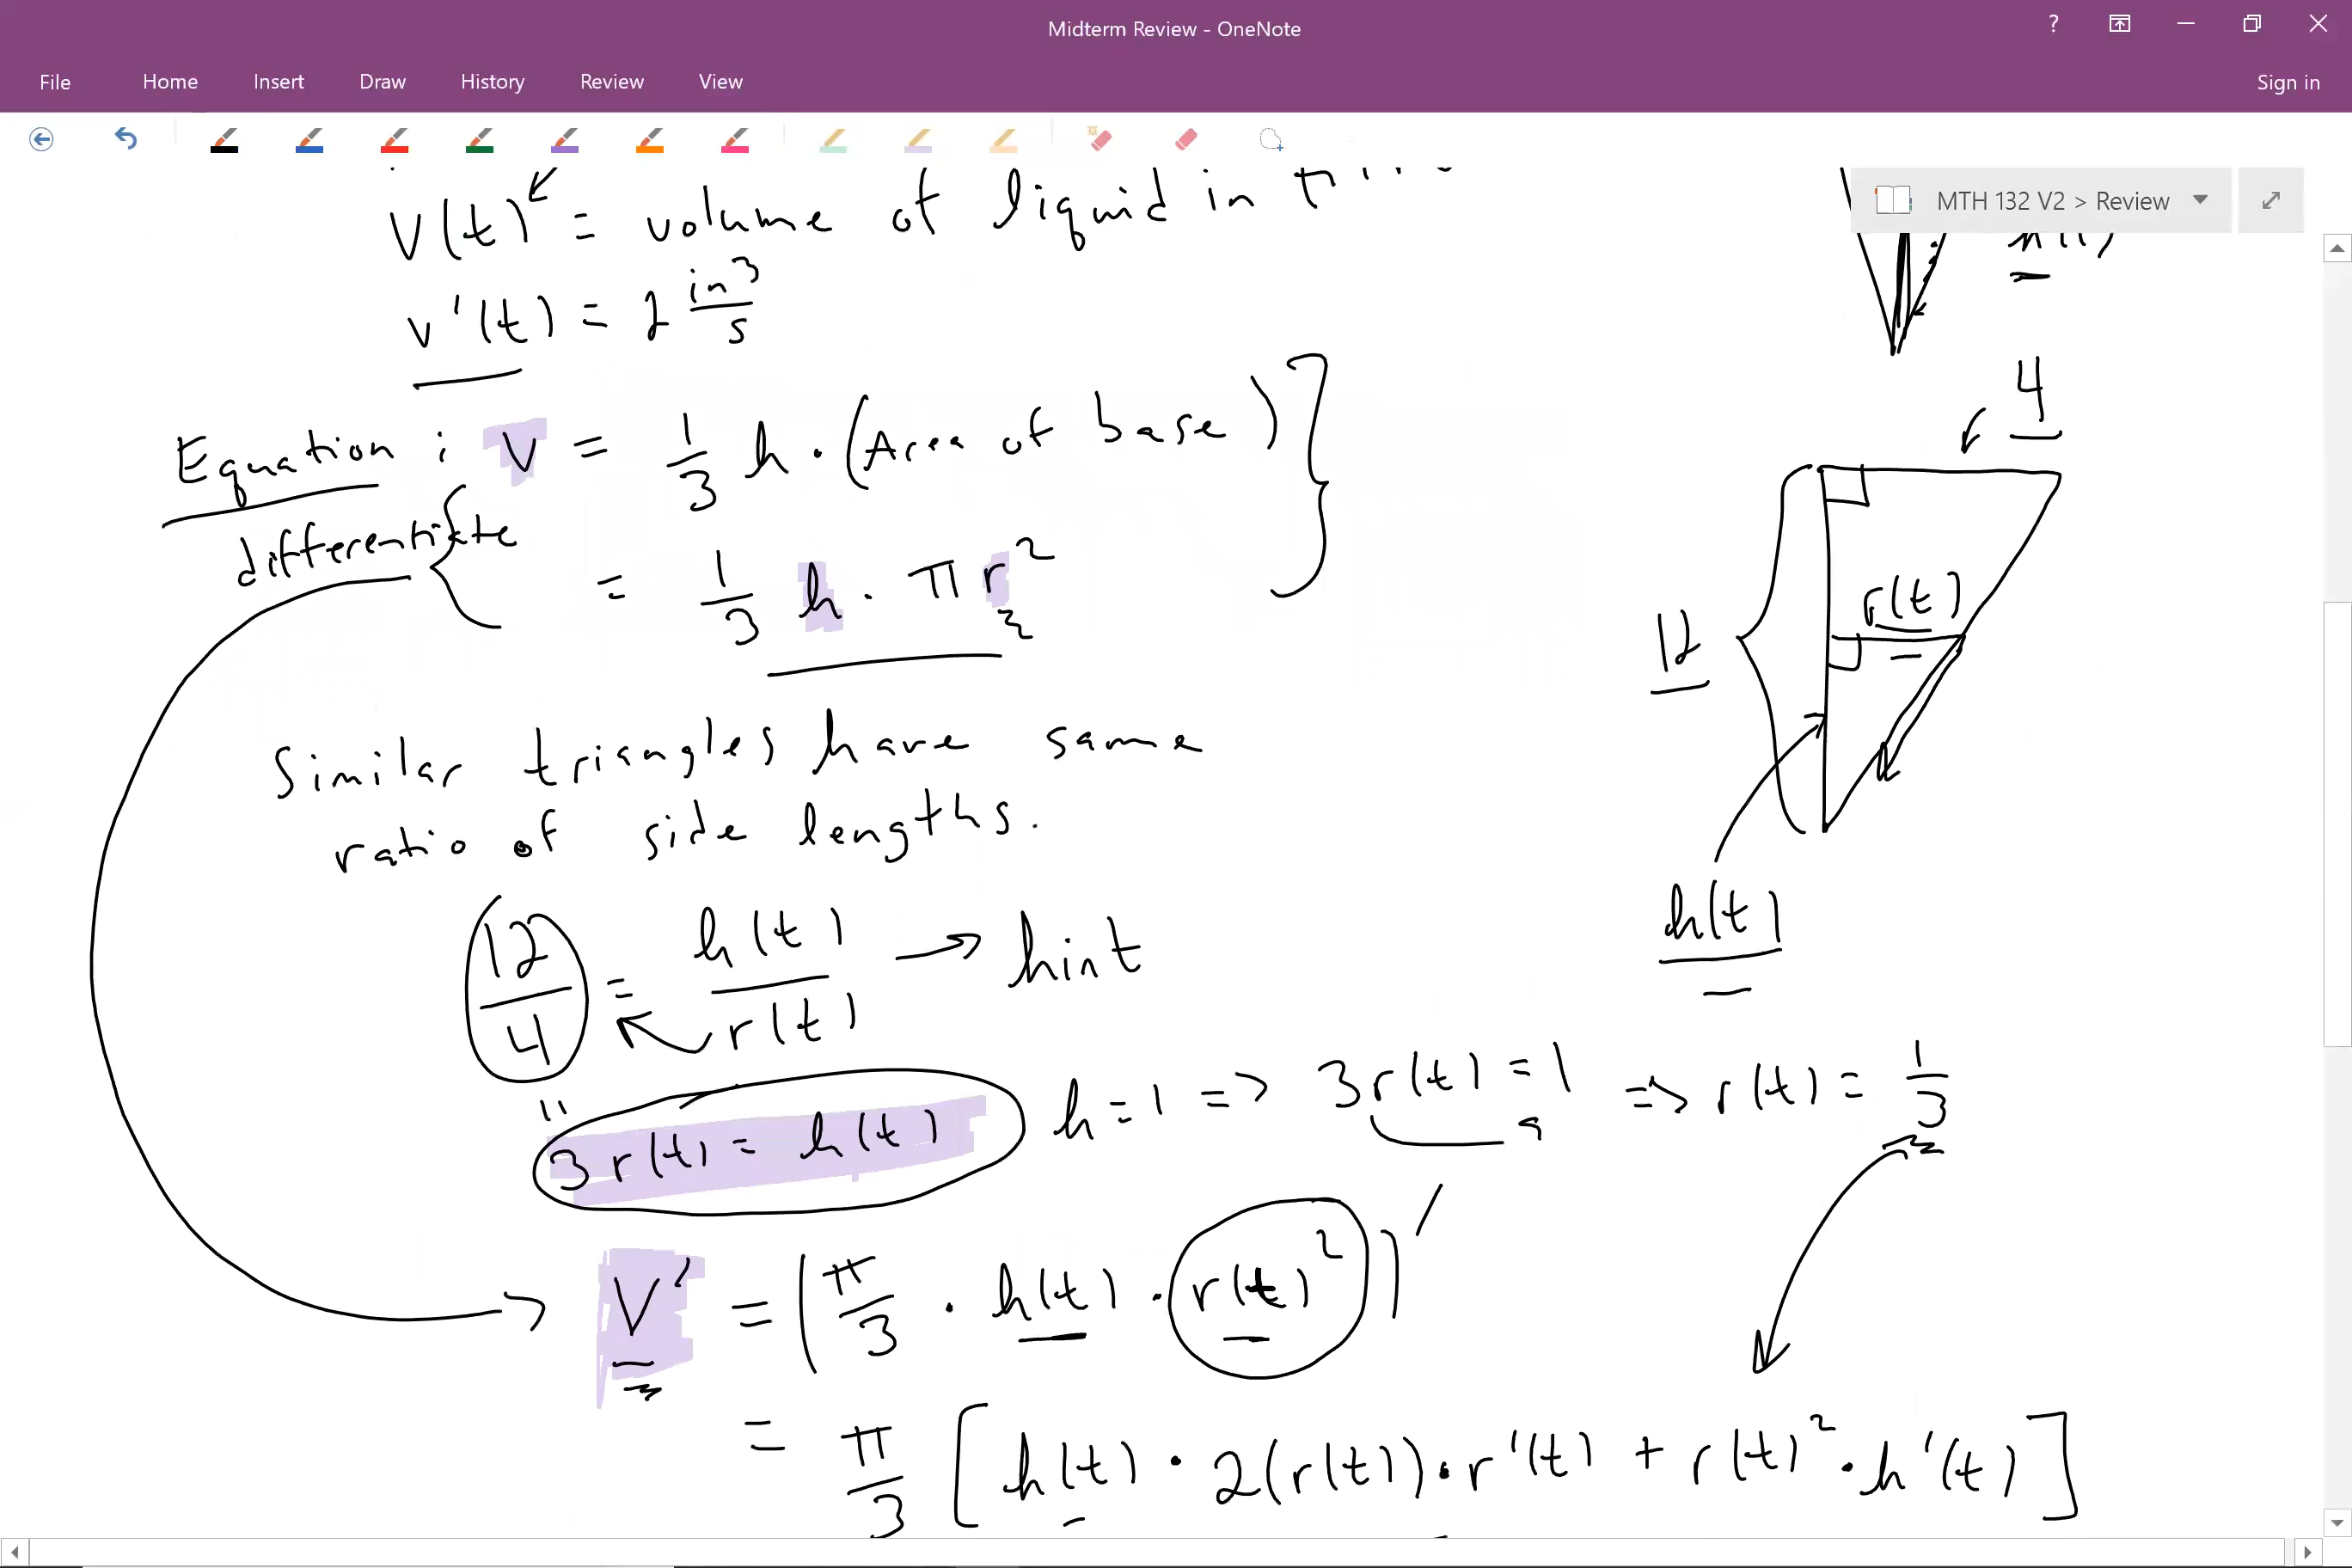 Midterm Review - OneNote
File Home Insert Draw History Review View Sign in
MTH 132 V2 > Review
V(t) = volume of liquid in
V'(t) = 2 in³/s
Equation: V = 1/3 h · (Area of base)
differentiate
= 1/3 h · π r²
4
12
r(t)
h(t)
Similar triangles have same
ratio of side lengths.
12/4 = h(t)/r(t) → hint
3r(t) = h(t) h=1 => 3r(t) = 1 => r(t) = 1/3
V' = (π/3 · h(t) · r(t)²)'
= π/3 [h(t) · 2(r(t)) · r'(t) + r(t)² · h'(t)]